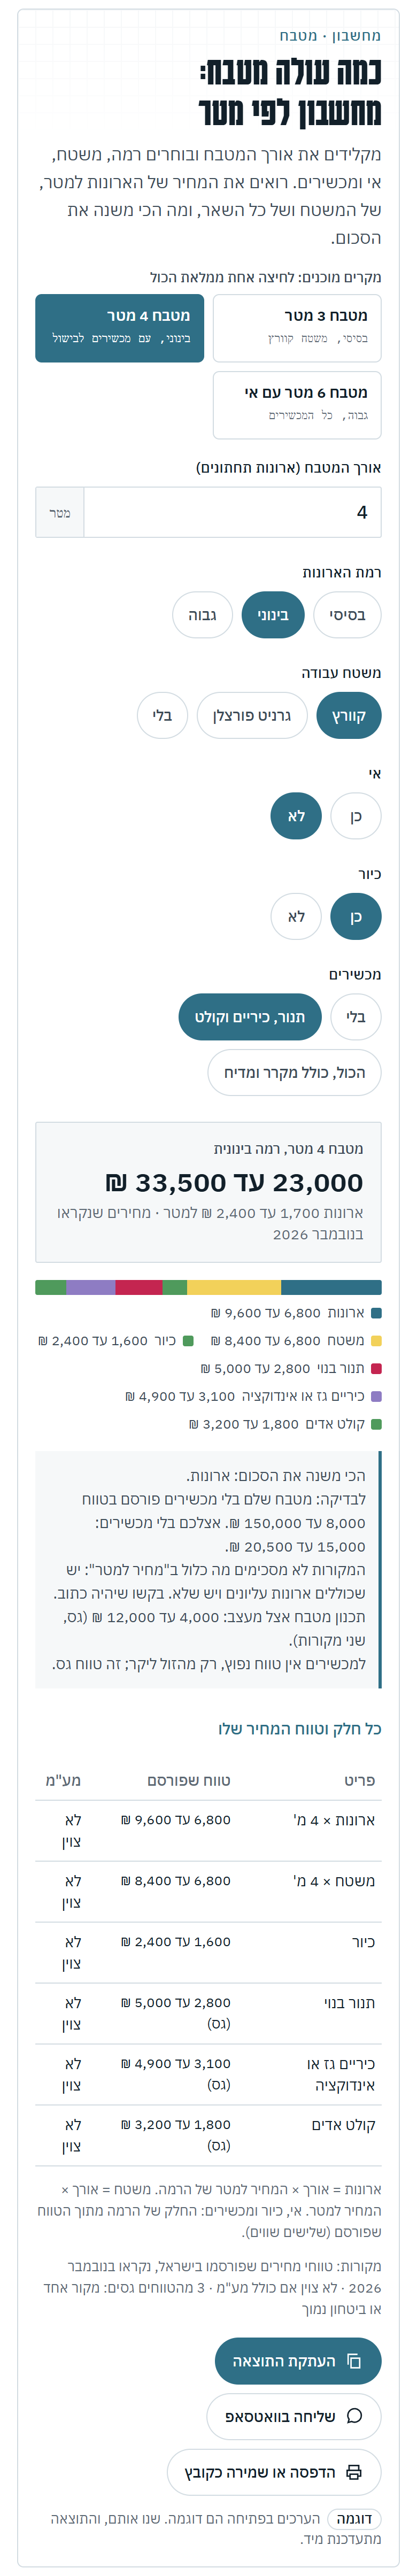 מחשבון · מטבח
כמה עולה מטבח:
מחשבון לפי מטר
מקלידים את אורך המטבח ובוחרים רמה, משטח,
אי ומכשירים. רואים את המחיר של הארונות למטר,
של המשטח ושל כל השאר, ומה הכי משנה את
הסכום.
מקרים מוכנים: לחיצה אחת ממלאת הכול
מטבח 3 מטר
בסיסי, משטח קוורץ
מטבח 4 מטר
בינוני, עם מכשירים לבישול
מטבח 6 מטר עם אי
גבוה, כל המכשירים
אורך המטבח (ארונות תחתונים)
4
מטר
רמת הארונות
בסיסי
בינוני
גבוה
משטח עבודה
קוורץ
גרניט פורצלן
בלי
אי
כן
לא
כיור
כן
לא
מכשירים
בלי
תנור, כיריים וקולט
הכול, כולל מקרר ומדיח
מטבח 4 מטר, רמה בינונית
23,000 עד 33,500 ₪
ארונות 1,700 עד 2,400 ₪ למטר · מחירים שנקראו
בנובמבר 2026
ארונות 6,800 עד 9,600 ₪
משטח 6,800 עד 8,400 ₪
כיור 1,600 עד 2,400 ₪
תנור בנוי 2,800 עד 5,000 ₪
כיריים גז או אינדוקציה 3,100 עד 4,900 ₪
קולט אדים 1,800 עד 3,200 ₪
הכי משנה את הסכום: ארונות.
לבדיקה: מטבח שלם בלי מכשירים פורסם בטווח
8,000 עד 150,000 ₪. אצלכם בלי מכשירים:
15,000 עד 20,500 ₪.
המקורות לא מסכימים מה כלול ב"מחיר למטר": יש
שכוללים ארונות עליונים ויש שלא. בקשו שיהיה כתוב.
תכנון מטבח אצל מעצב: 4,000 עד 12,000 ₪ (גס,
שני מקורות).
למכשירים אין טווח נפוץ, רק מהזול ליקר; זה טווח גס.
כל חלק וטווח המחיר שלו
פריט
טווח שפורסם
מע"מ
ארונות × 4 מ'
6,800 עד 9,600 ₪
לא
צוין
משטח × 4 מ'
6,800 עד 8,400 ₪
לא
צוין
כיור
1,600 עד 2,400 ₪
לא
צוין
תנור בנוי
2,800 עד 5,000 ₪
(גס)
לא
צוין
כיריים גז או
אינדוקציה
3,100 עד 4,900 ₪
(גס)
לא
צוין
קולט אדים
1,800 עד 3,200 ₪
(גס)
לא
צוין
ארונות = אורך × המחיר למטר של הרמה. משטח = אורך ×
המחיר למטר. אי, כיור ומכשירים: החלק של הרמה מתוך הטווח
שפורסם (שלישים שווים).
מקורות: טווחי מחירים שפורסמו בישראל, נקראו בנובמבר
2026 · לא צוין אם כולל מע"מ · 3 מהטווחים גסים: מקור אחד
או ביטחון נמוך
העתקת התוצאה
שליחה בוואטסאפ
הדפסה או שמירה כקובץ
דוגמה הערכים בפתיחה הם דוגמה. שנו אותם, והתוצאה
מתעדכנת מיד.